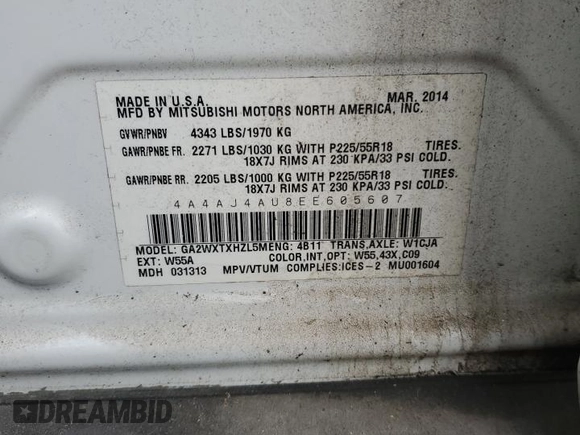 MADE IN U.S.A. MAR, 2014
MFD BY MITSUBISHI MOTORS NORTH AMERICA, INC.
GVWR/PNBV 4343 LBS/1970 KG
GAWR/PNBE FR. 2271 LBS/1030 KG WITH P225/55R18 TIRES.
18X7J RIMS AT 230 KPA/33 PSI COLD.
GAWR/PNBE RR. 2205 LBS/1000 KG WITH P225/55R18 TIRES.
18X7J RIMS AT 230 KPA/33 PSI COLD.
4A4AJ4AU8EE605607
MODEL: GA2WXTXHZL5MENG: 4B11 TRANS,AXLE: W1CJA
EXT: W55A COLOR,INT,OPT: W55,43X,C09
MDH 031313 MPV/VTUM COMPLIES:ICES-2 MU001604
DREAMBID